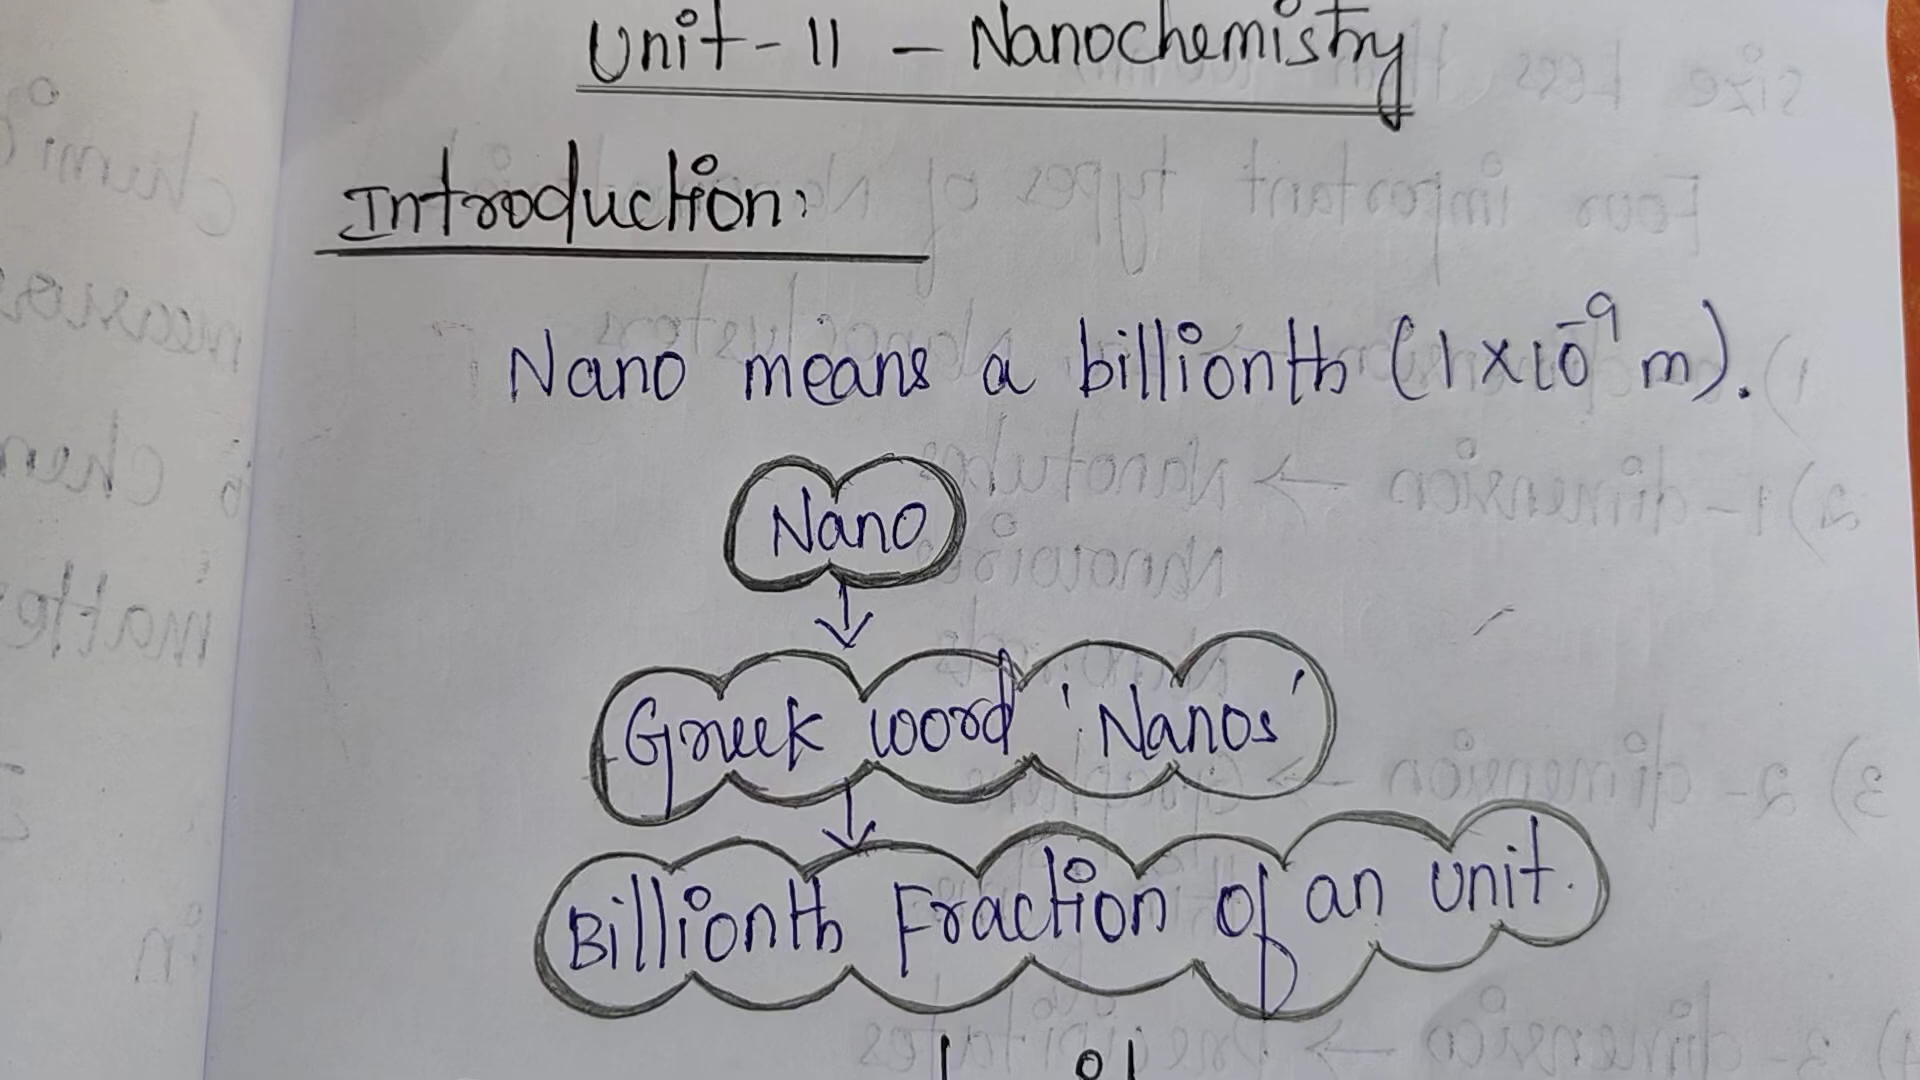 Unit-II – Nanochemistry
Introduction:
Nano means a billionth (1×10⁻⁹ m).
Nano
Greek word 'Nanos'
Billionth Fraction of an unit.